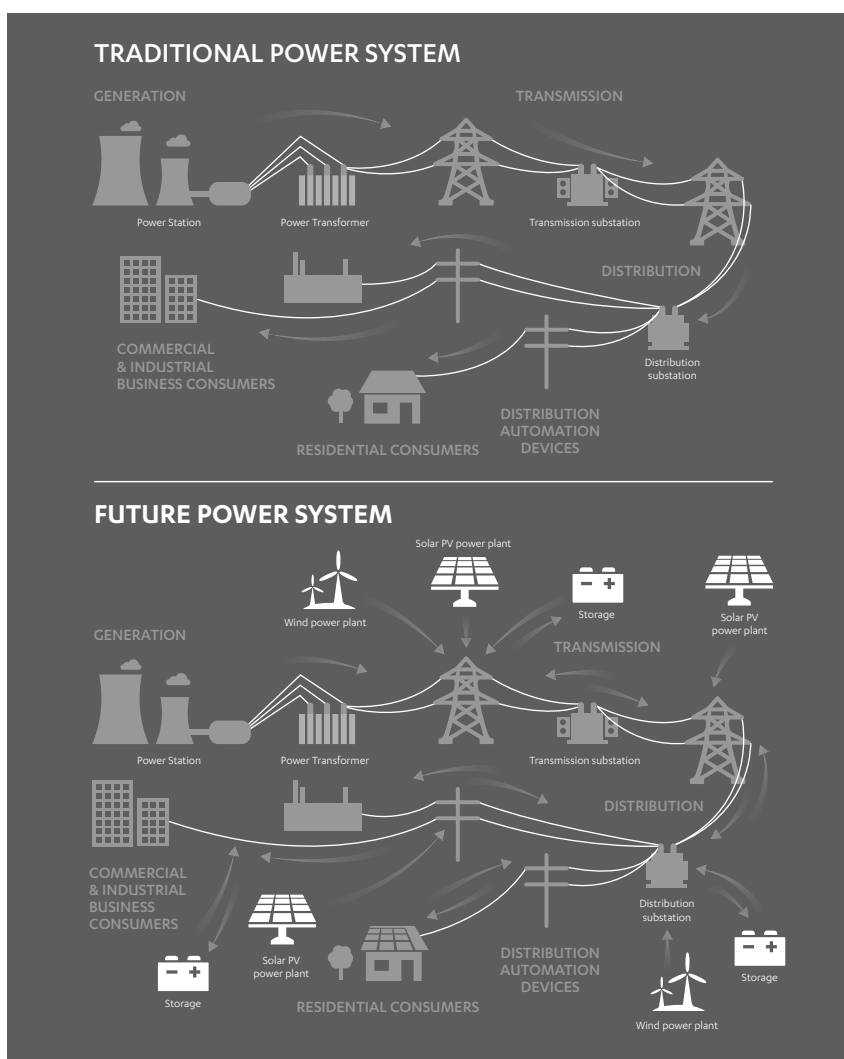 TRADITIONAL POWER SYSTEM
GENERATION
TRANSMISSION
Power Station
Power Transformer
Transmission substation
DISTRIBUTION
COMMERCIAL
& INDUSTRIAL
BUSINESS CONSUMERS
Distribution
substation
RESIDENTIAL CONSUMERS
DISTRIBUTION
AUTOMATION
DEVICES
FUTURE POWER SYSTEM
Solar PV power plant
Wind power plant
Storage
Solar PV
power plant
GENERATION
TRANSMISSION
Power Station
Power Transformer
Transmission substation
DISTRIBUTION
COMMERCIAL
& INDUSTRIAL
BUSINESS
CONSUMERS
Distribution
substation
Solar PV
power plant
Storage
RESIDENTIAL CONSUMERS
DISTRIBUTION
AUTOMATION
DEVICES
Storage
Wind power plant